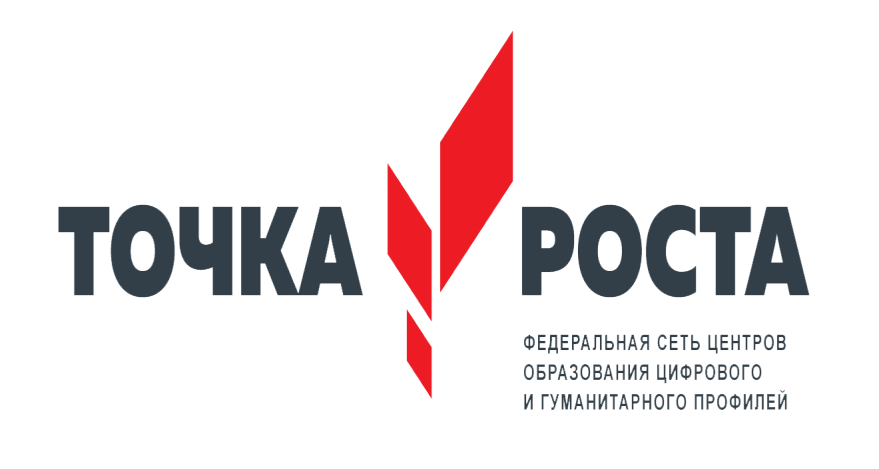 ТОЧКА РОСТА
ФЕДЕРАЛЬНАЯ СЕТЬ ЦЕНТРОВ
ОБРАЗОВАНИЯ ЦИФРОВОГО
И ГУМАНИТАРНОГО ПРОФИЛЕЙ